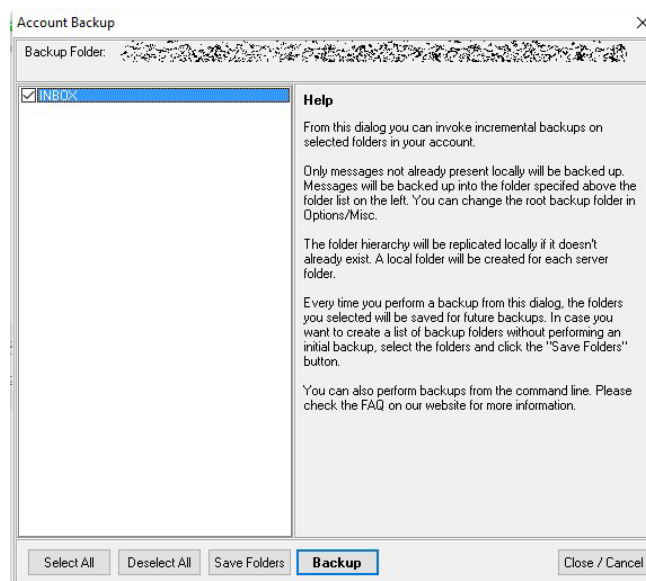 Account Backup
Backup Folder:
INBOX
Help
From this dialog you can invoke incremental backups on
selected folders in your account.
Only messages not already present locally will be backed up.
Messages will be backed up into the folder specifed above the
folder list on the left. You can change the root backup folder in
Options/Misc.
The folder hierarchy will be replicated locally if it doesn't
already exist. A local folder will be created for each server
folder.
Every time you perform a backup from this dialog, the folders
you selected will be saved for future backups. In case you
want to create a list of backup folders without performing an
initial backup, select the folders and click the "Save Folders"
button.
You can also perform backups from the command line. Please
check the FAQ on our website for more information.
Select All
Deselect All
Save Folders
Backup
Close / Cancel